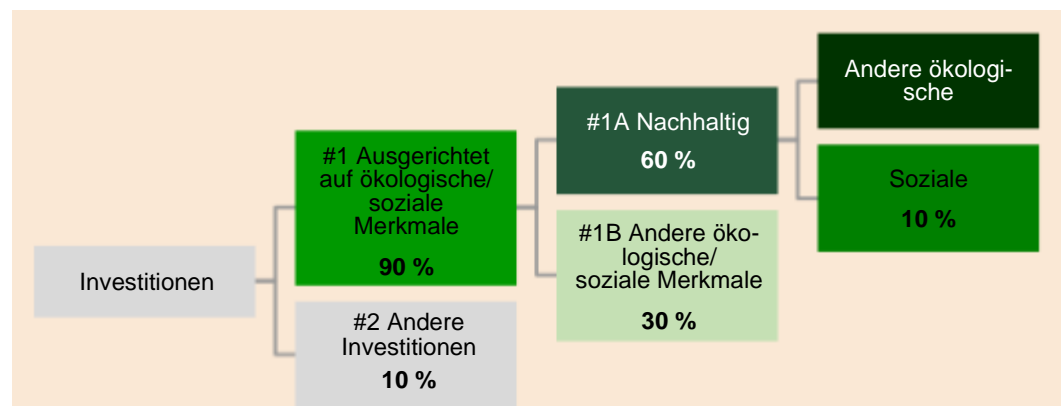 Investitionen
#1 Ausgerichtet
auf ökologische/
soziale
Merkmale
90 %
#2 Andere
Investitionen
10 %
#1A Nachhaltig
60 %
#1B Andere öko-
logische/
soziale Merkmale
30 %
Andere ökologi-
sche
Soziale
10 %